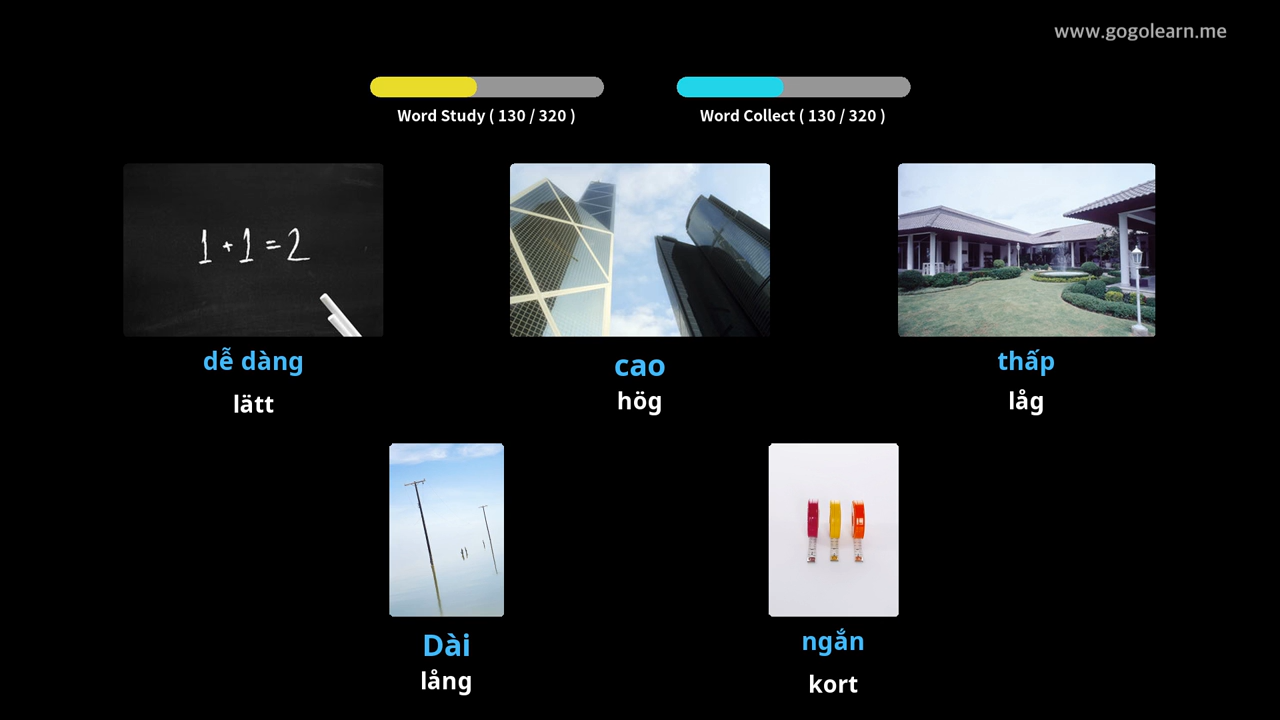 www.gogolearn.me
Word Study ( 130 / 320 )
Word Collect ( 130 / 320 )
1 + 1 = 2
dễ dàng
lätt
cao
hög
thấp
låg
Dài
lång
ngắn
kort